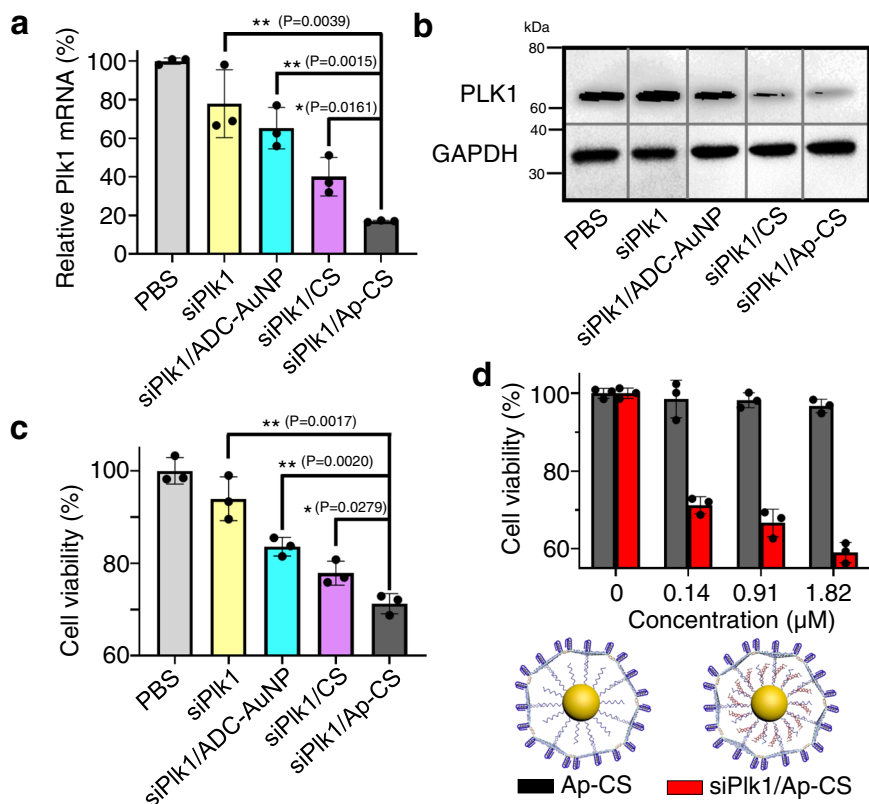 a
Relative Plk1 mRNA (%)
100
80
60
40
20
0
** (P=0.0039)
** (P=0.0015)
* (P=0.0161)
PBS
siPlk1
siPlk1/ADC-AuNP
siPlk1/CS
siPlk1/Ap-CS
b
kDa
80
60
40
30
PLK1
GAPDH
PBS
siPlk1
siPlk1/ADC-AuNP
siPlk1/CS
siPlk1/Ap-CS
c
Cell viability (%)
100
80
60
** (P=0.0017)
** (P=0.0020)
* (P=0.0279)
PBS
siPlk1
siPlk1/ADC-AuNP
siPlk1/CS
siPlk1/Ap-CS
d
Cell viability (%)
100
80
60
0 0.14 0.91 1.82
Concentration (μM)
Ap-CS siPlk1/Ap-CS